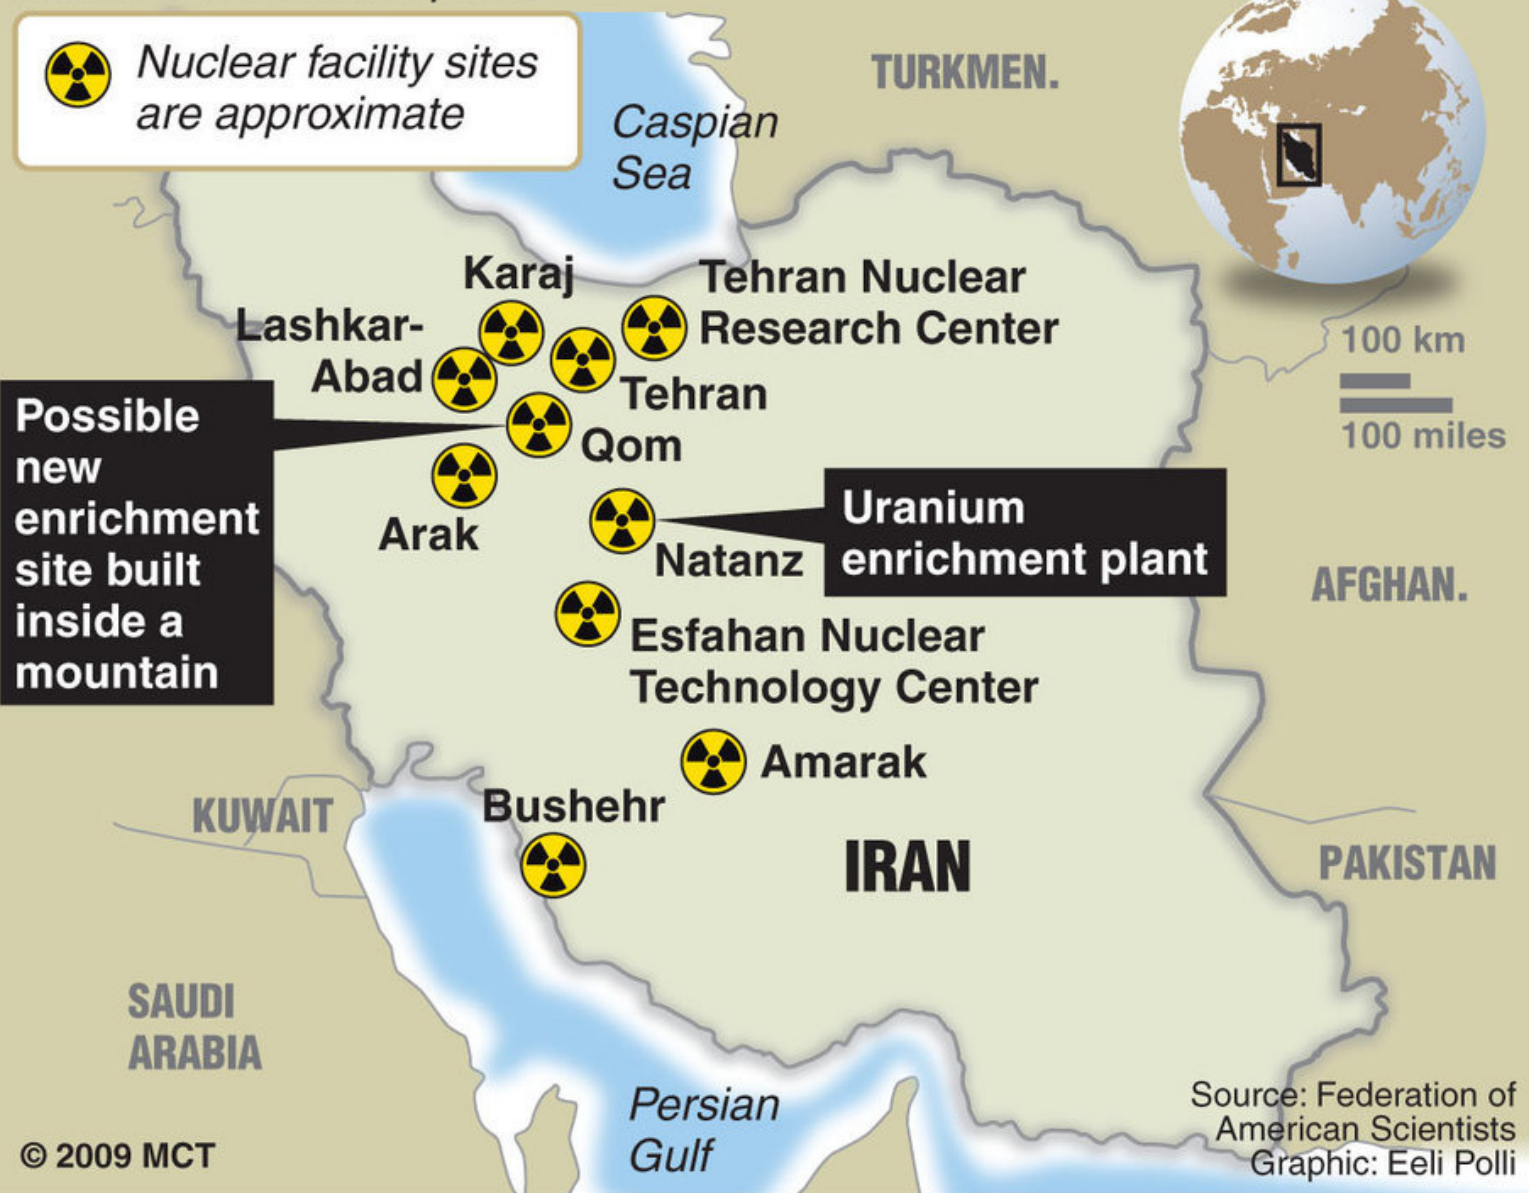 Nuclear facility sites
are approximate
TURKMEN.
Caspian
Sea
Karaj
Tehran Nuclear
Research Center
Lashkar-
Abad
Tehran
100 km
100 miles
Possible
new
enrichment
site built
inside a
mountain
Qom
Arak
Uranium
enrichment plant
Natanz
AFGHAN.
Esfahan Nuclear
Technology Center
Amarak
Bushehr
KUWAIT
IRAN
PAKISTAN
SAUDI
ARABIA
Persian
Gulf
Source: Federation of
American Scientists
Graphic: Eeli Polli
© 2009 MCT